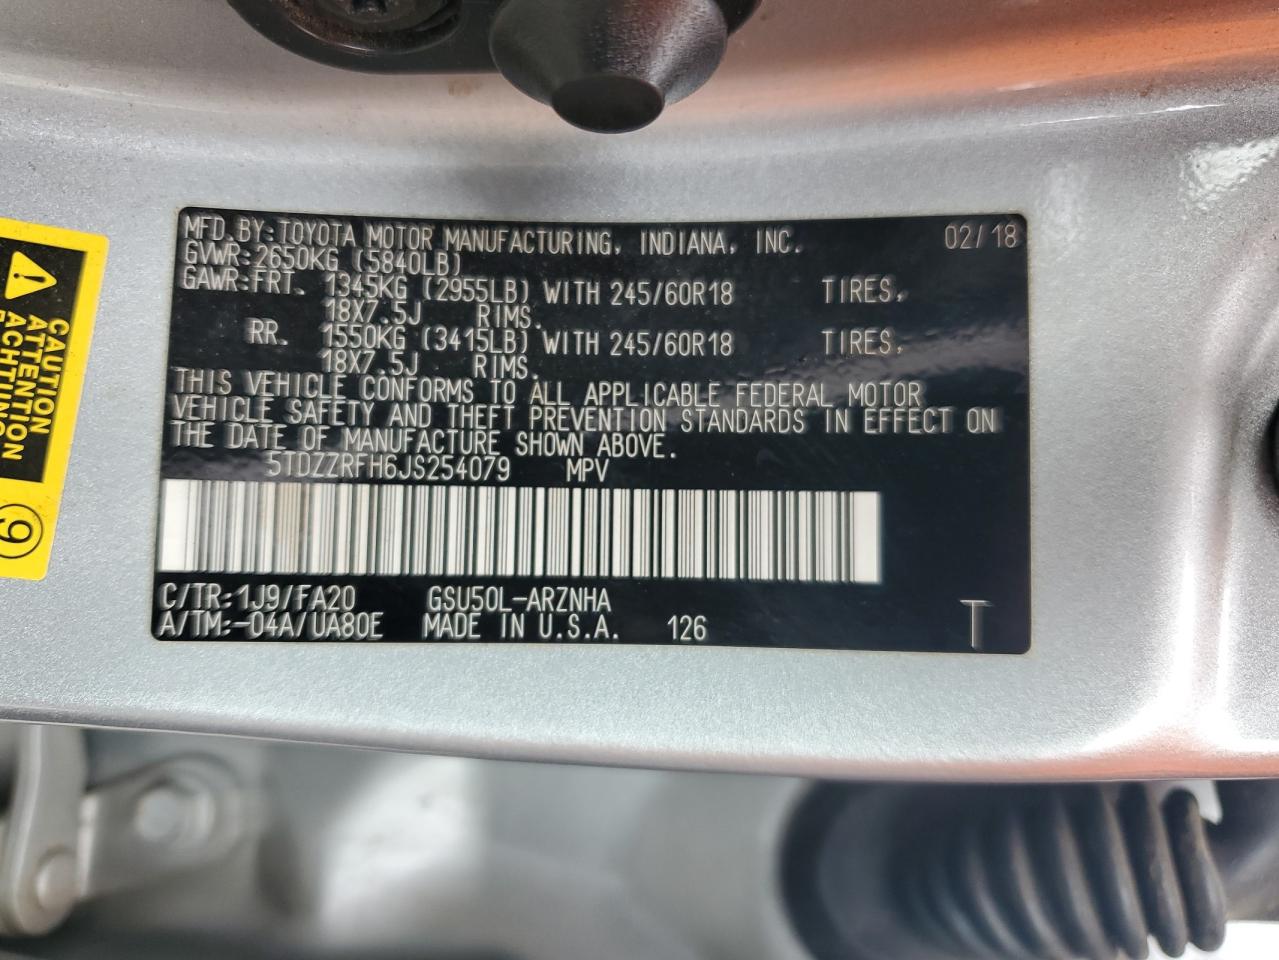 MFD.BY:TOYOTA MOTOR MANUFACTURING, INDIANA, INC. 02/18
GVWR:2650KG (5840LB)
GAWR:FRT. 1345KG (2955LB) WITH 245/60R18 TIRES,
18X7.5J RIMS.
RR. 1550KG (3415LB) WITH 245/60R18 TIRES,
18X7.5J RIMS.
THIS VEHICLE CONFORMS TO ALL APPLICABLE FEDERAL MOTOR
VEHICLE SAFETY AND THEFT PREVENTION STANDARDS IN EFFECT ON
THE DATE OF MANUFACTURE SHOWN ABOVE.
5TDZZRFH6JS254079 MPV
C/TR:1J9/FA20 GSU50L-ARZNHA
A/TM:-04A/UA80E MADE IN U.S.A. 126 T
CAUTION
ATTENTION
ACHTUNG
9